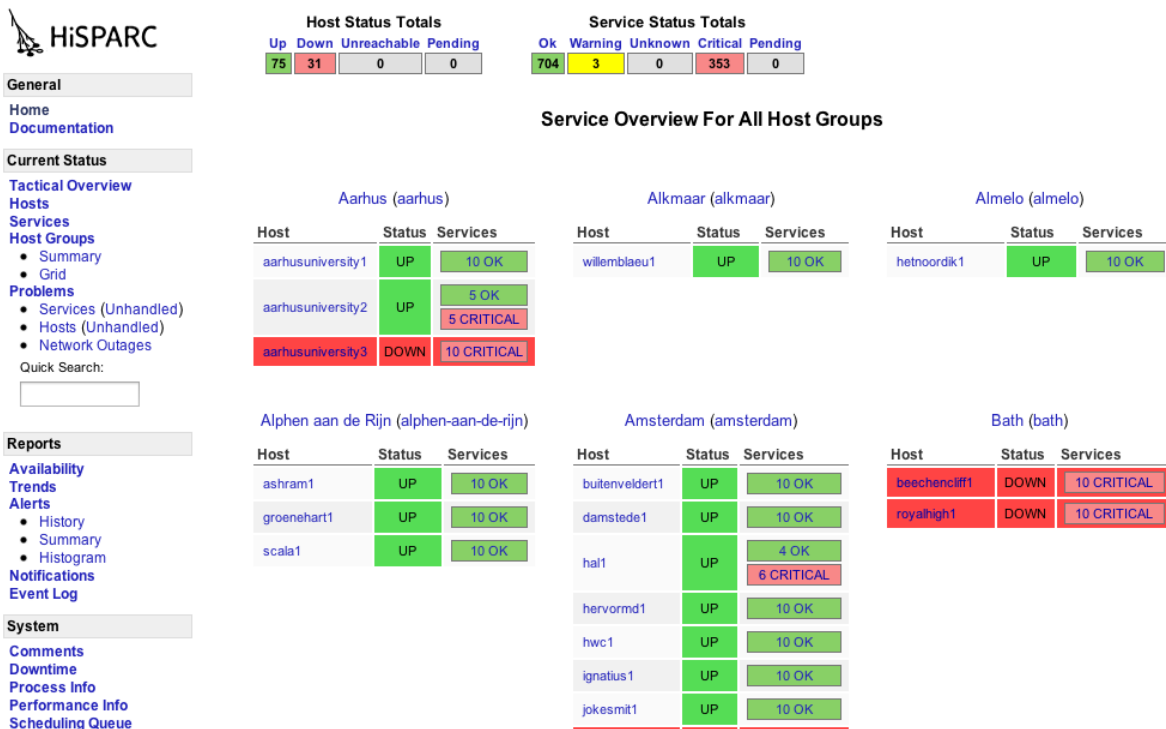 HiSPARC
General
Home
Documentation
Current Status
Tactical Overview
Hosts
Services
Host Groups
• Summary
• Grid
Problems
• Services (Unhandled)
• Hosts (Unhandled)
• Network Outages
Quick Search:
Reports
Availability
Trends
Alerts
• History
• Summary
• Histogram
Notifications
Event Log
System
Comments
Downtime
Process Info
Performance Info
Scheduling Queue
Host Status Totals
Up Down Unreachable Pending
75 31 0 0
Service Status Totals
Ok Warning Unknown Critical Pending
704 3 0 353 0
Service Overview For All Host Groups
Aarhus (aarhus)
Host Status Services
aarhusuniversity1 UP 10 OK
aarhusuniversity2 UP 5 OK
5 CRITICAL
aarhusuniversity3 DOWN 10 CRITICAL
Alkmaar (alkmaar)
Host Status Services
willemblaeu1 UP 10 OK
Almelo (almelo)
Host Status Services
hetnoordik1 UP 10 OK
Alphen aan de Rijn (alphen-aan-de-rijn)
Host Status Services
ashram1 UP 10 OK
groenehart1 UP 10 OK
scala1 UP 10 OK
Amsterdam (amsterdam)
Host Status Services
buitenveldert1 UP 10 OK
damstede1 UP 10 OK
hal1 UP 4 OK
6 CRITICAL
hervormd1 UP 10 OK
hwc1 UP 10 OK
ignatius1 UP 10 OK
jokesmit1 UP 10 OK
Bath (bath)
Host Status Services
beechencliff1 DOWN 10 CRITICAL
royalhigh1 DOWN 10 CRITICAL